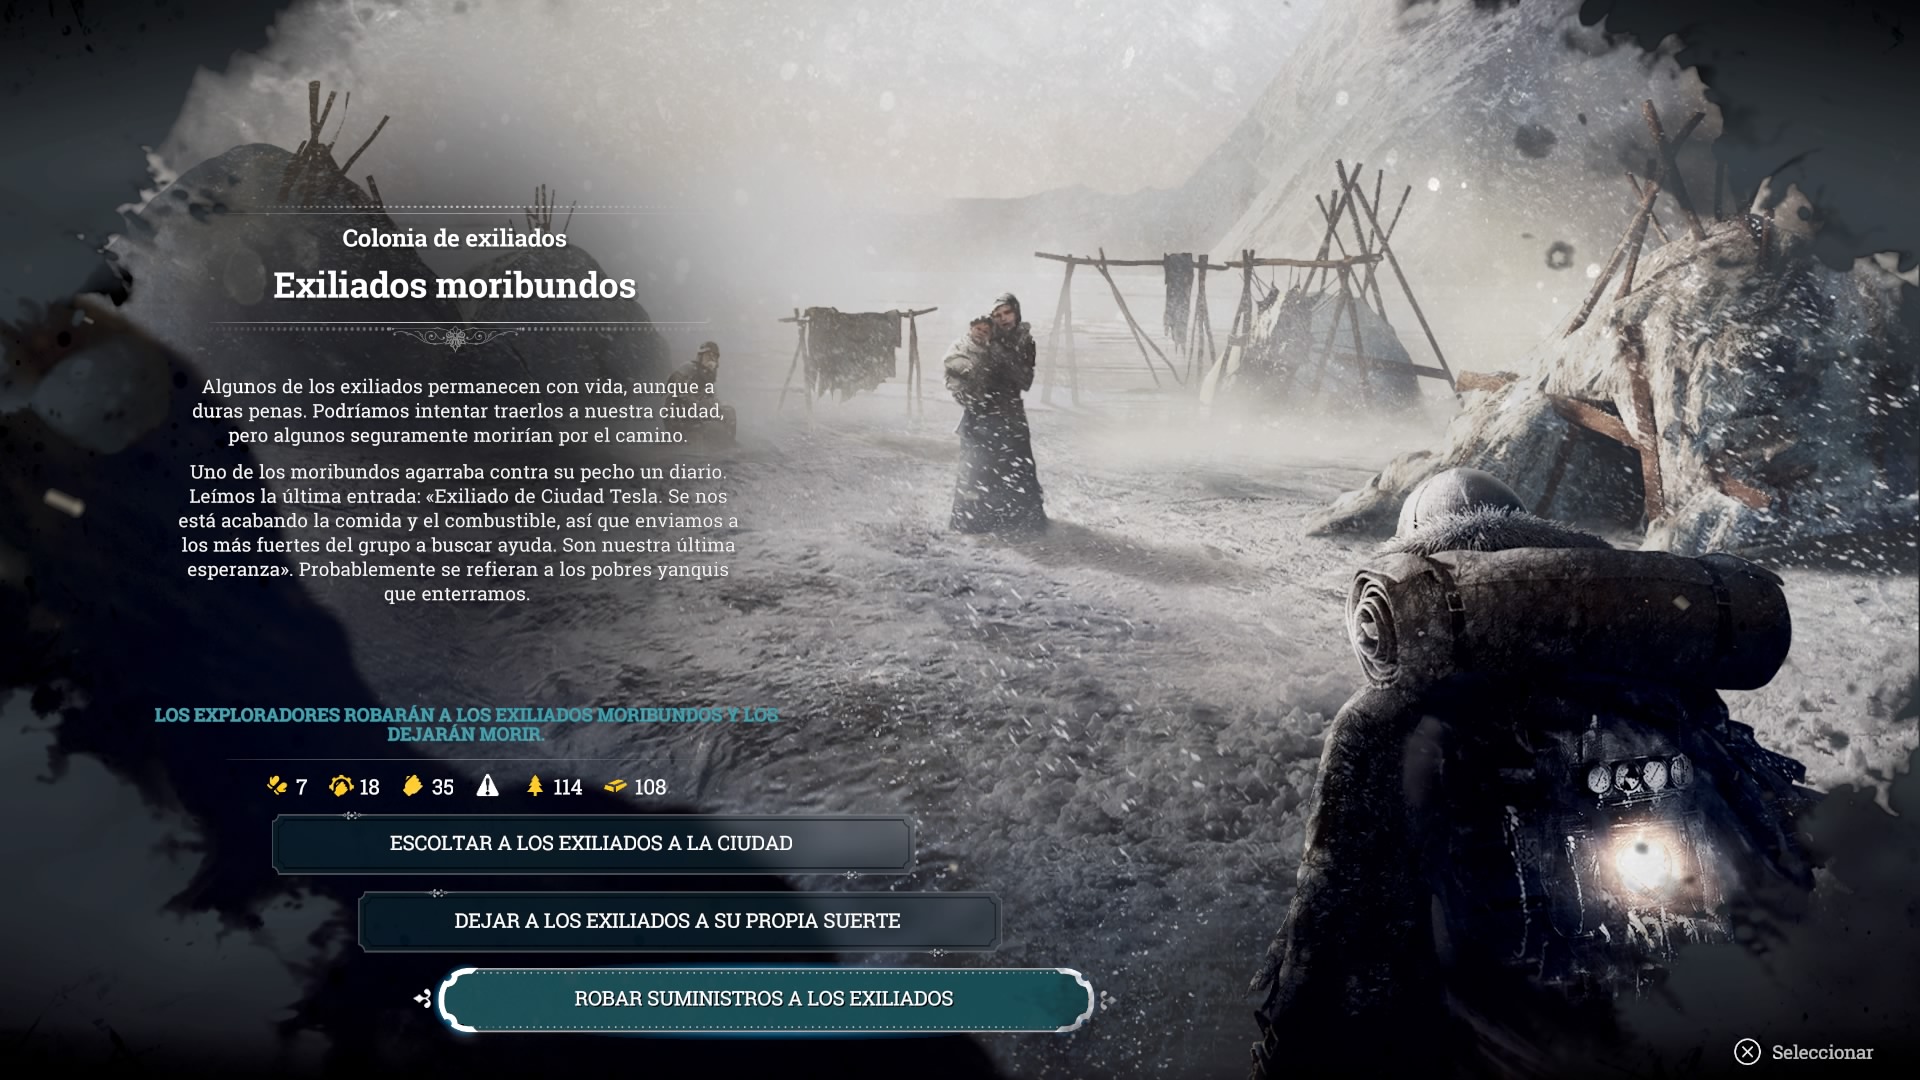 Colonia de exiliados
Exiliados moribundos
Algunos de los exiliados permanecen con vida, aunque a
duras penas. Podríamos intentar traerlos a nuestra ciudad,
pero algunos seguramente morirían por el camino.
Uno de los moribundos agarraba contra su pecho un diario.
Leímos la última entrada: «Exiliado de Ciudad Tesla. Se nos
está acabando la comida y el combustible, así que enviamos a
los más fuertes del grupo a buscar ayuda. Son nuestra última
esperanza». Probablemente se refieran a los pobres yanquis
que enterramos.
LOS EXPLORADORES ROBARÁN A LOS EXILIADOS MORIBUNDOS Y LOS
DEJARÁN MORIR.
7 18 35 114 108
ESCOLTAR A LOS EXILIADOS A LA CIUDAD
DEJAR A LOS EXILIADOS A SU PROPIA SUERTE
ROBAR SUMINISTROS A LOS EXILIADOS
Seleccionar